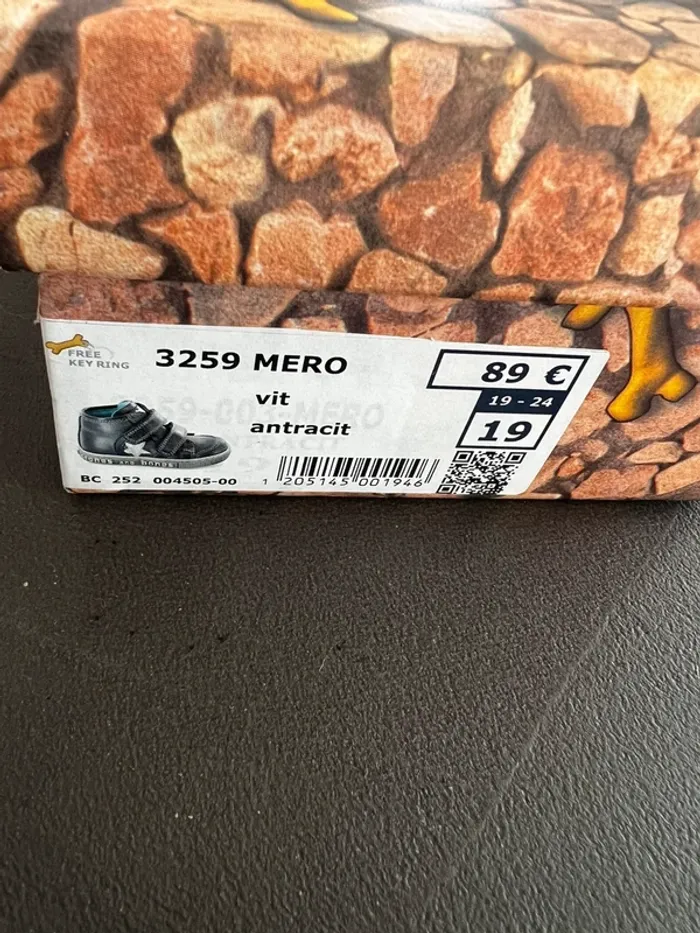 FREE
KEY RING
3259 MERO
vit
antracit
89 €
19 - 24
19
BC 252 004505-00
1 205145 001946